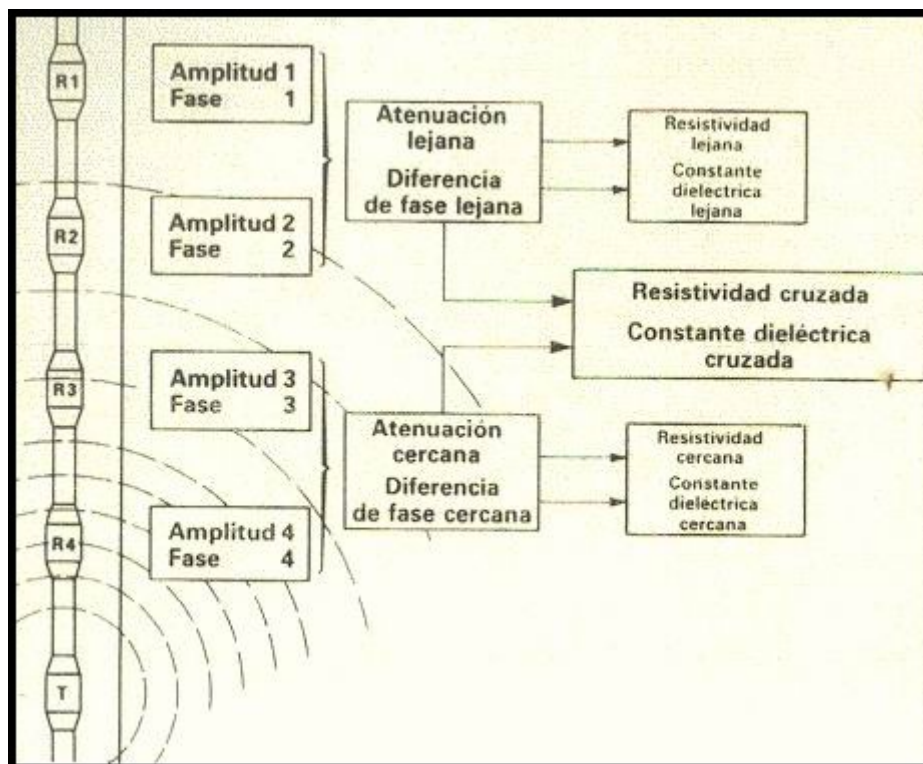 R1
Amplitud 1
Fase 1
R2
Amplitud 2
Fase 2
R3
Amplitud 3
Fase 3
R4
Amplitud 4
Fase 4
T
Atenuación
lejana
Diferencia
de fase lejana
Resistividad
lejana
Constante
dielectrica
lejana
Resistividad cruzada
Constante dieléctrica
cruzada
Atenuación
cercana
Diferencia
de fase cercana
Resistividad
cercana
Constante
dieléctrica
cercana